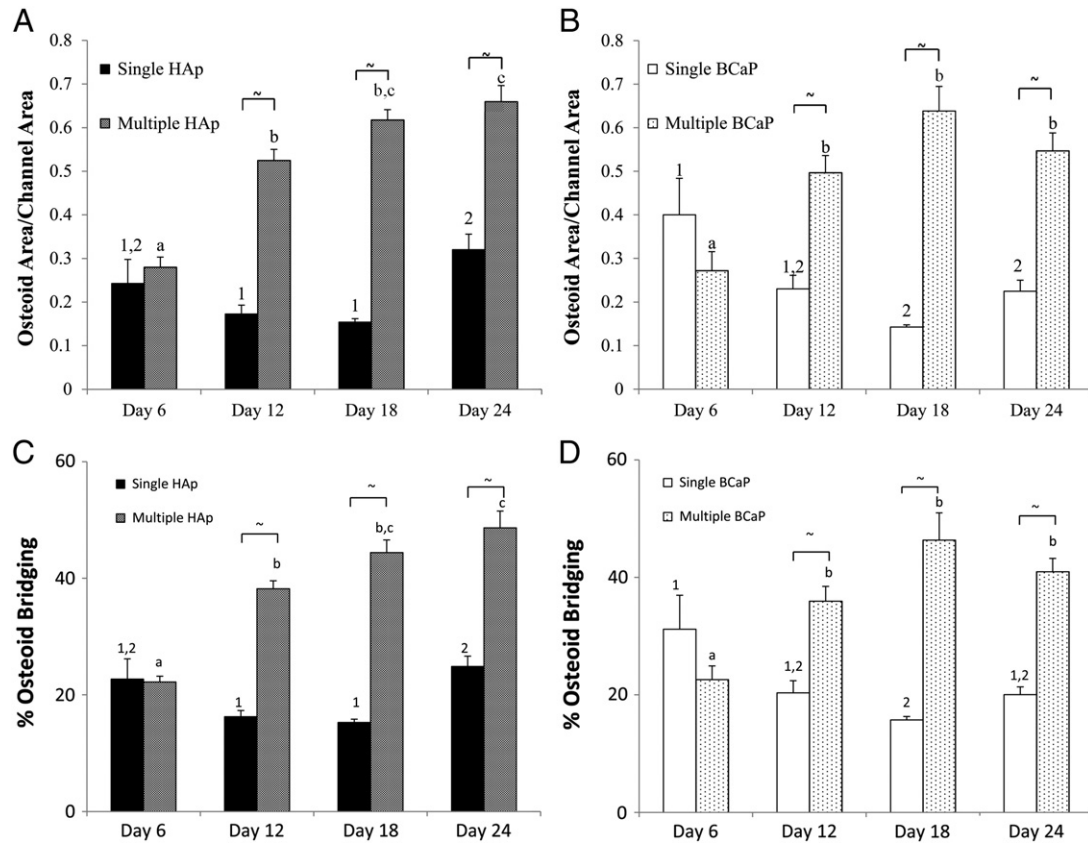 A
Osteoid Area/Channel Area
0.8
0.7
0.6
0.5
0.4
0.3
0.2
0.1
0
Single HAp
Multiple HAp
~
~
~
1,2
a
1
b
1
b,c
2
c
Day 6
Day 12
Day 18
Day 24
B
Osteoid Area/Channel Area
0.8
0.7
0.6
0.5
0.4
0.3
0.2
0.1
0
Single BCaP
Multiple BCaP
~
~
~
1
a
1,2
b
2
b
2
b
Day 6
Day 12
Day 18
Day 24
C
% Osteoid Bridging
60
40
20
0
Single HAp
Multiple HAp
~
~
~
1,2
a
1
b
1
b,c
2
c
Day 6
Day 12
Day 18
Day 24
D
% Osteoid Bridging
60
40
20
0
Single BCaP
Multiple BCaP
~
~
~
1
a
1,2
b
2
b
1,2
b
Day 6
Day 12
Day 18
Day 24